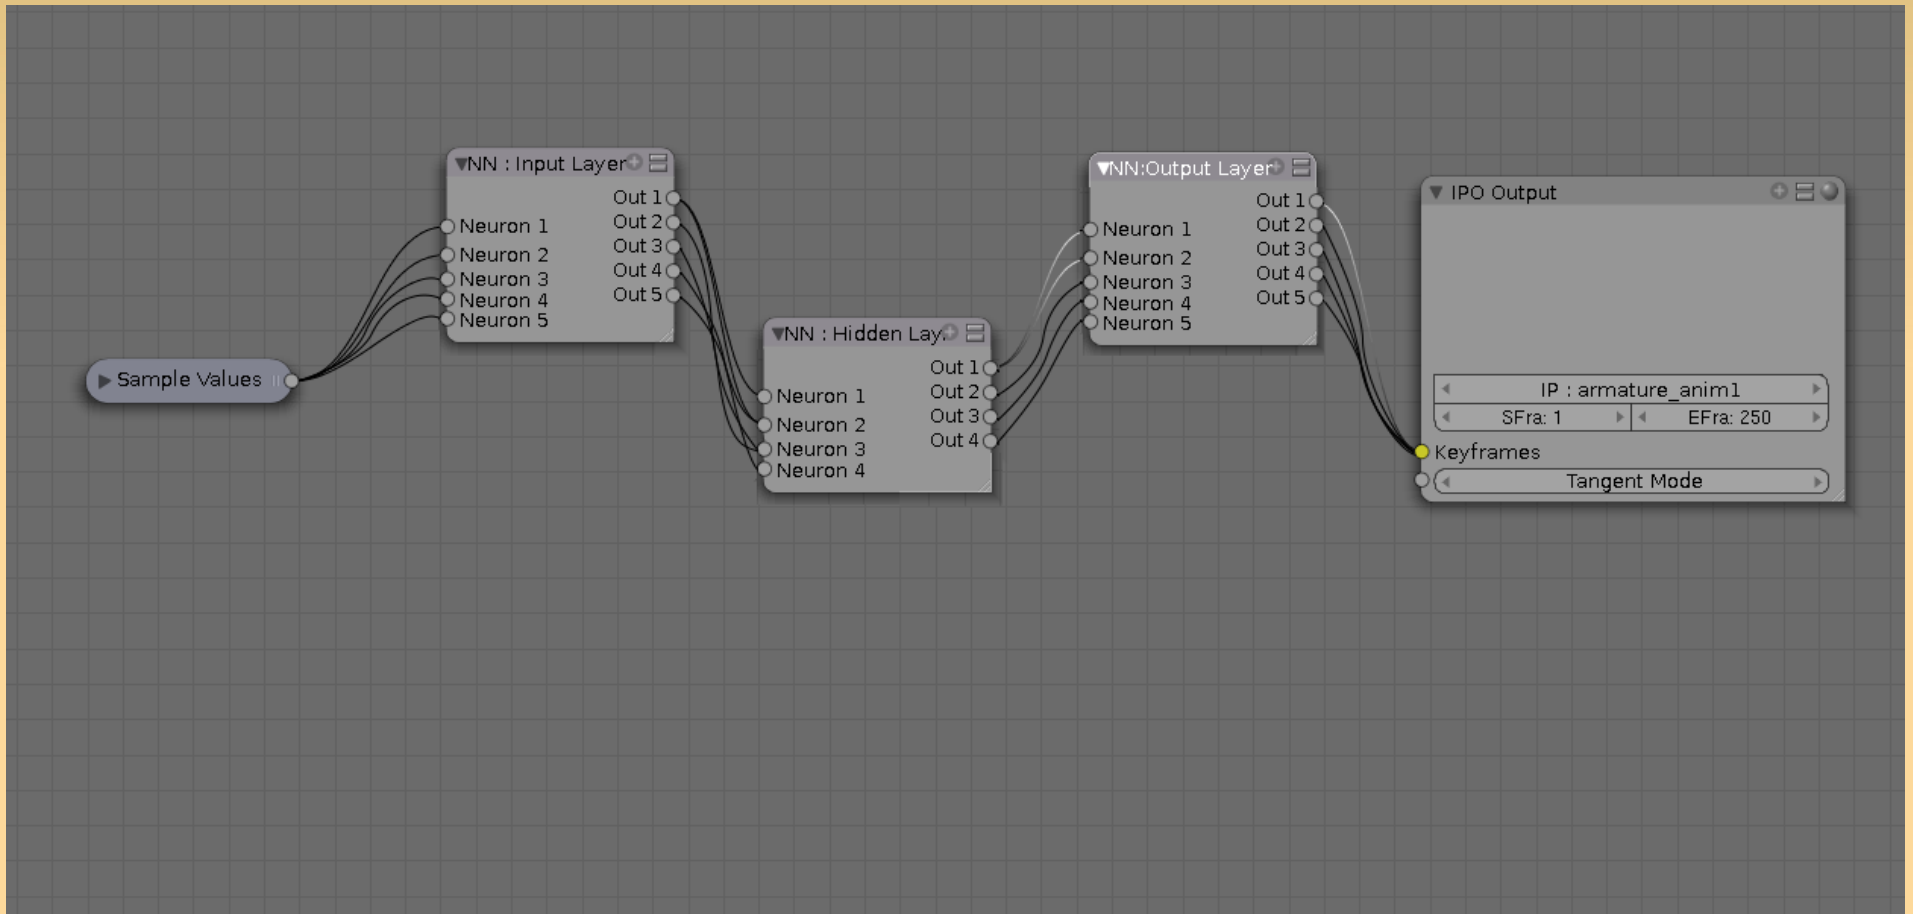 Sample Values
NN : Input Layer
Out 1
Out 2
Out 3
Out 4
Out 5
Neuron 1
Neuron 2
Neuron 3
Neuron 4
Neuron 5
NN : Hidden Lay.
Out 1
Out 2
Out 3
Out 4
Neuron 1
Neuron 2
Neuron 3
Neuron 4
NN:Output Layer
Out 1
Out 2
Out 3
Out 4
Out 5
Neuron 1
Neuron 2
Neuron 3
Neuron 4
Neuron 5
IPO Output
IP : armature_anim1
SFra: 1
EFra: 250
Keyframes
Tangent Mode